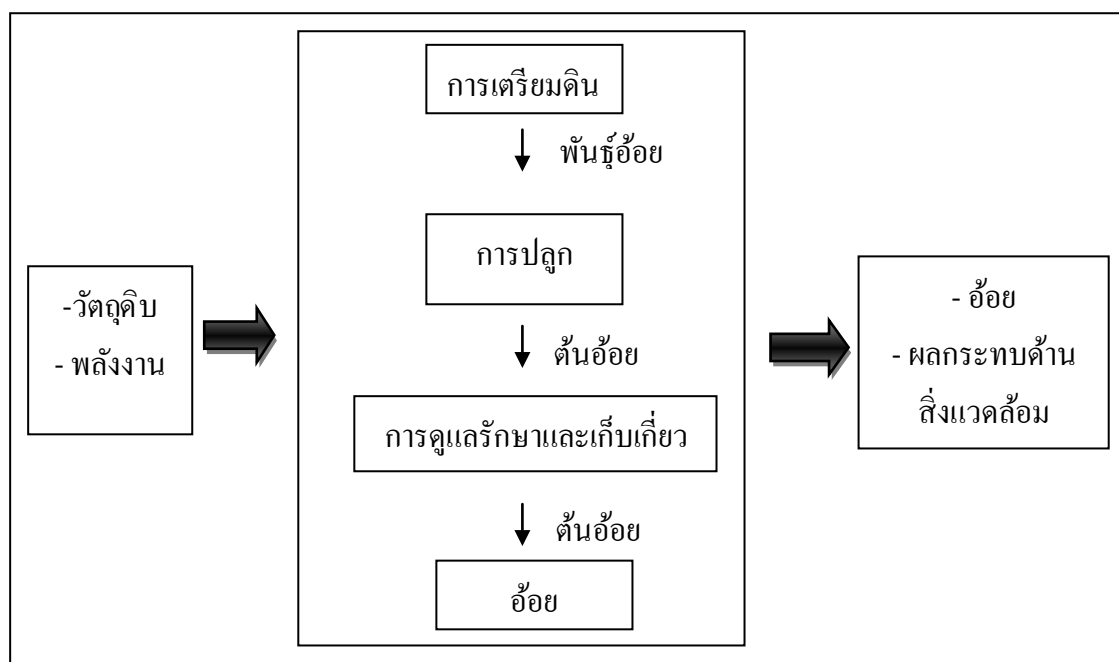 -วัตถุดิบ
- พลังงาน
การเตรียมดิน
พันธุ์อ้อย
การปลูก
ต้นอ้อย
การดูแลรักษาและเก็บเกี่ยว
ต้นอ้อย
อ้อย
- อ้อย
- ผลกระทบด้าน
สิ่งแวดล้อม